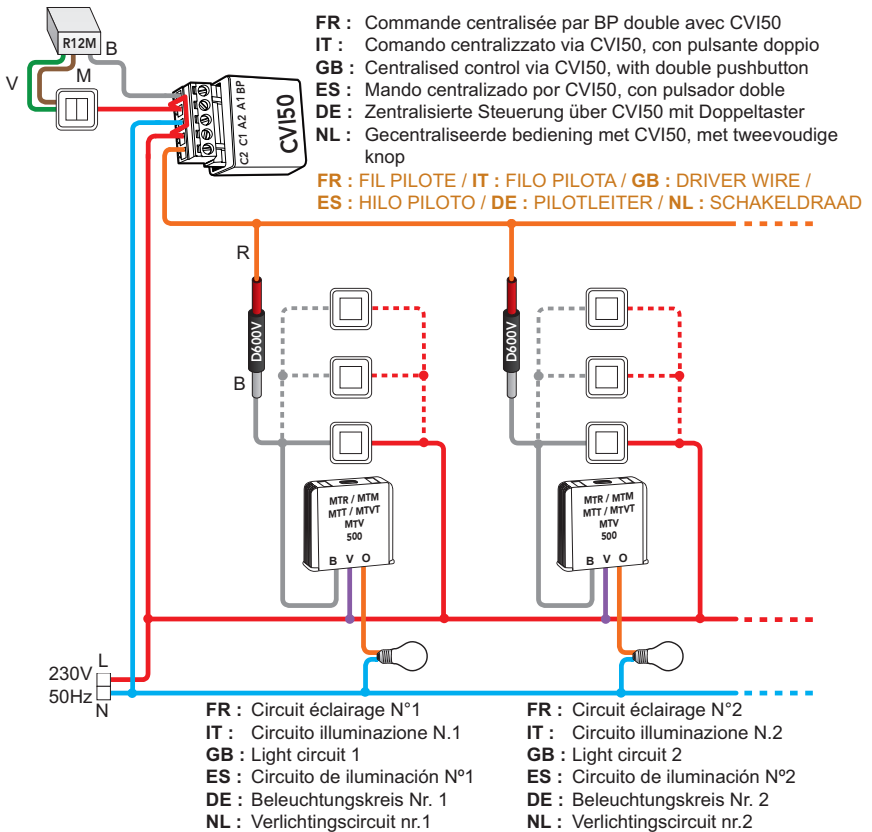 R12M
B
V
M
C2 C1 A2 A1 BP
CVI50
FR : Commande centralisée par BP double avec CVI50
IT : Comando centralizzato via CVI50, con pulsante doppio
GB : Centralised control via CVI50, with double pushbutton
ES : Mando centralizado por CVI50, con pulsador doble
DE : Zentralisierte Steuerung über CVI50 mit Doppeltaster
NL : Gecentraliseerde bediening met CVI50, met tweevoudige
knop
FR : FIL PILOTE / IT : FILO PILOTA / GB : DRIVER WIRE /
ES : HILO PILOTO / DE : PILOTLEITER / NL : SCHAKELDRAAD
R
D600V
B
D600V
MTR / MTM
MTT / MTVT
MTV
500
B V O
MTR / MTM
MTT / MTVT
MTV
500
B V O
230V
50Hz
L
N
FR : Circuit éclairage N°1
IT : Circuito illuminazione N.1
GB : Light circuit 1
ES : Circuito de iluminación Nº1
DE : Beleuchtungskreis Nr. 1
NL : Verlichtingscircuit nr.1
FR : Circuit éclairage N°2
IT : Circuito illuminazione N.2
GB : Light circuit 2
ES : Circuito de iluminación Nº2
DE : Beleuchtungskreis Nr. 2
NL : Verlichtingscircuit nr.2